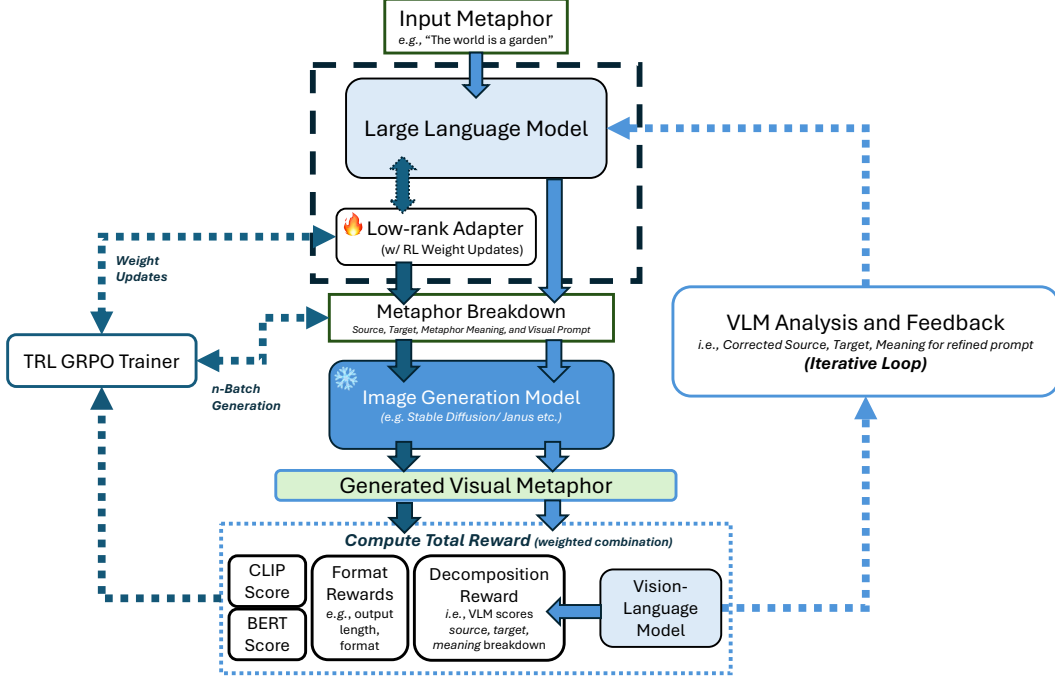 Input Metaphor
e.g., “The world is a garden”
Large Language Model
Low-rank Adapter
(w/ RL Weight Updates)
Weight
Updates
Metaphor Breakdown
Source, Target, Metaphor Meaning, and Visual Prompt
VLM Analysis and Feedback
i.e., Corrected Source, Target, Meaning for refined prompt
(Iterative Loop)
TRL GRPO Trainer
n-Batch
Generation
Image Generation Model
(e.g. Stable Diffusion/ Janus etc.)
Generated Visual Metaphor
Compute Total Reward (weighted combination)
CLIP
Score
BERT
Score
Format
Rewards
e.g., output
length,
format
Decomposition
Reward
i.e., VLM scores
source, target,
meaning breakdown
Vision-
Language
Model